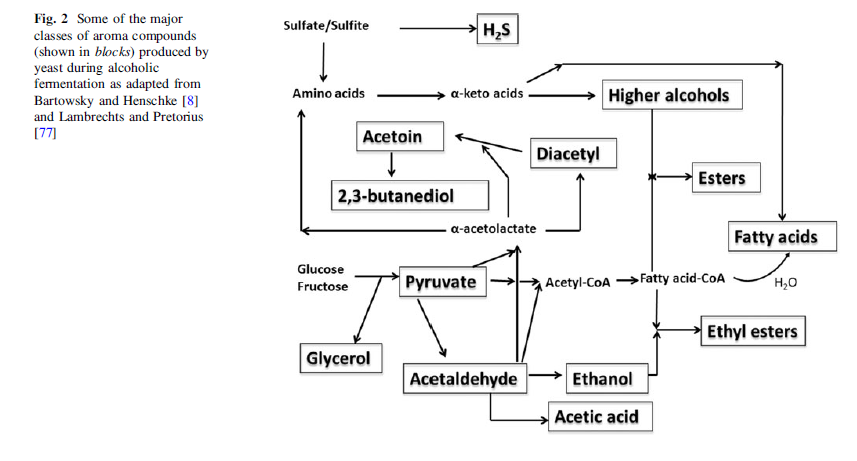 Fig. 2 Some of the major
classes of aroma compounds
(shown in blocks) produced by
yeast during alcoholic
fermentation as adapted from
Bartowsky and Henschke [8]
and Lambrechts and Pretorius
[77]
Sulfate/Sulfite
H₂S
Amino acids
α-keto acids
Higher alcohols
Acetoin
Diacetyl
Esters
2,3-butanediol
α-acetolactate
Fatty acids
Glucose
Fructose
Pyruvate
Acetyl-CoA
Fatty acid-CoA
H₂O
Ethyl esters
Glycerol
Acetaldehyde
Ethanol
Acetic acid